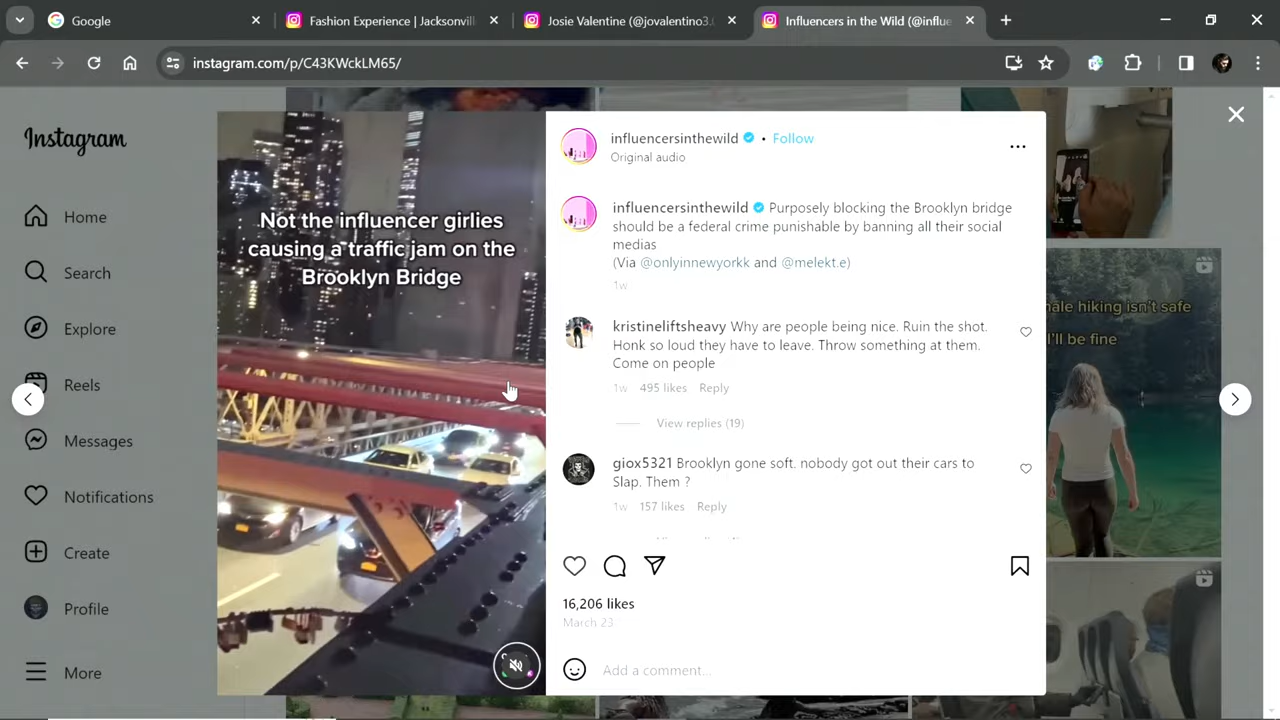 Google
Fashion Experience | Jacksonvill
Josie Valentine (@jovalentino3.
Influencers in the Wild (@influe
instagram.com/p/C43KWckLM65/
Instagram
Home
Search
Explore
Reels
Messages
Notifications
Create
Profile
More
Not the influencer girlies
causing a traffic jam on the
Brooklyn Bridge
influencersinthewild • Follow
Original audio
influencersinthewild Purposely blocking the Brooklyn bridge
should be a federal crime punishable by banning all their social
medias
(Via @onlyinnewyorkk and @melekt.e)
1w
kristineliftsheavy Why are people being nice. Ruin the shot.
Honk so loud they have to leave. Throw something at them.
Come on people
1w 495 likes Reply
View replies (19)
giox5321 Brooklyn gone soft. nobody got out their cars to
Slap. Them ?
1w 157 likes Reply
16,206 likes
March 23
Add a comment...
ale hiking isn't safe
I'll be fine